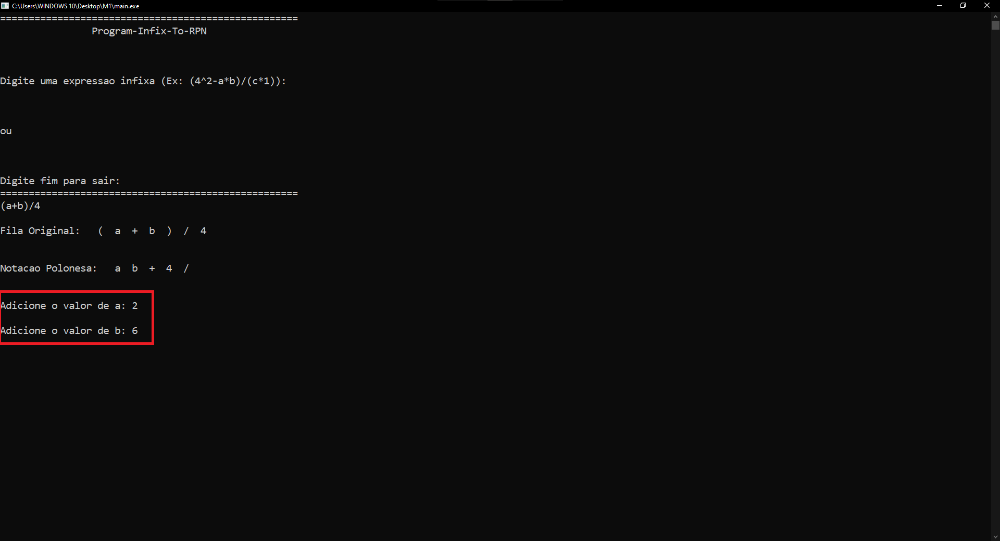 C:\Users\WINDOWS 10\Desktop\M1\main.exe
====================================================
Program-Infix-To-RPN
Digite uma expressao infixa (Ex: (4^2-a*b)/(c*1)):
ou
Digite fim para sair:
====================================================
(a+b)/4
Fila Original:   (  a  +  b  )  /  4
Notacao Polonesa:   a  b  +  4  /
Adicione o valor de a: 2
Adicione o valor de b: 6